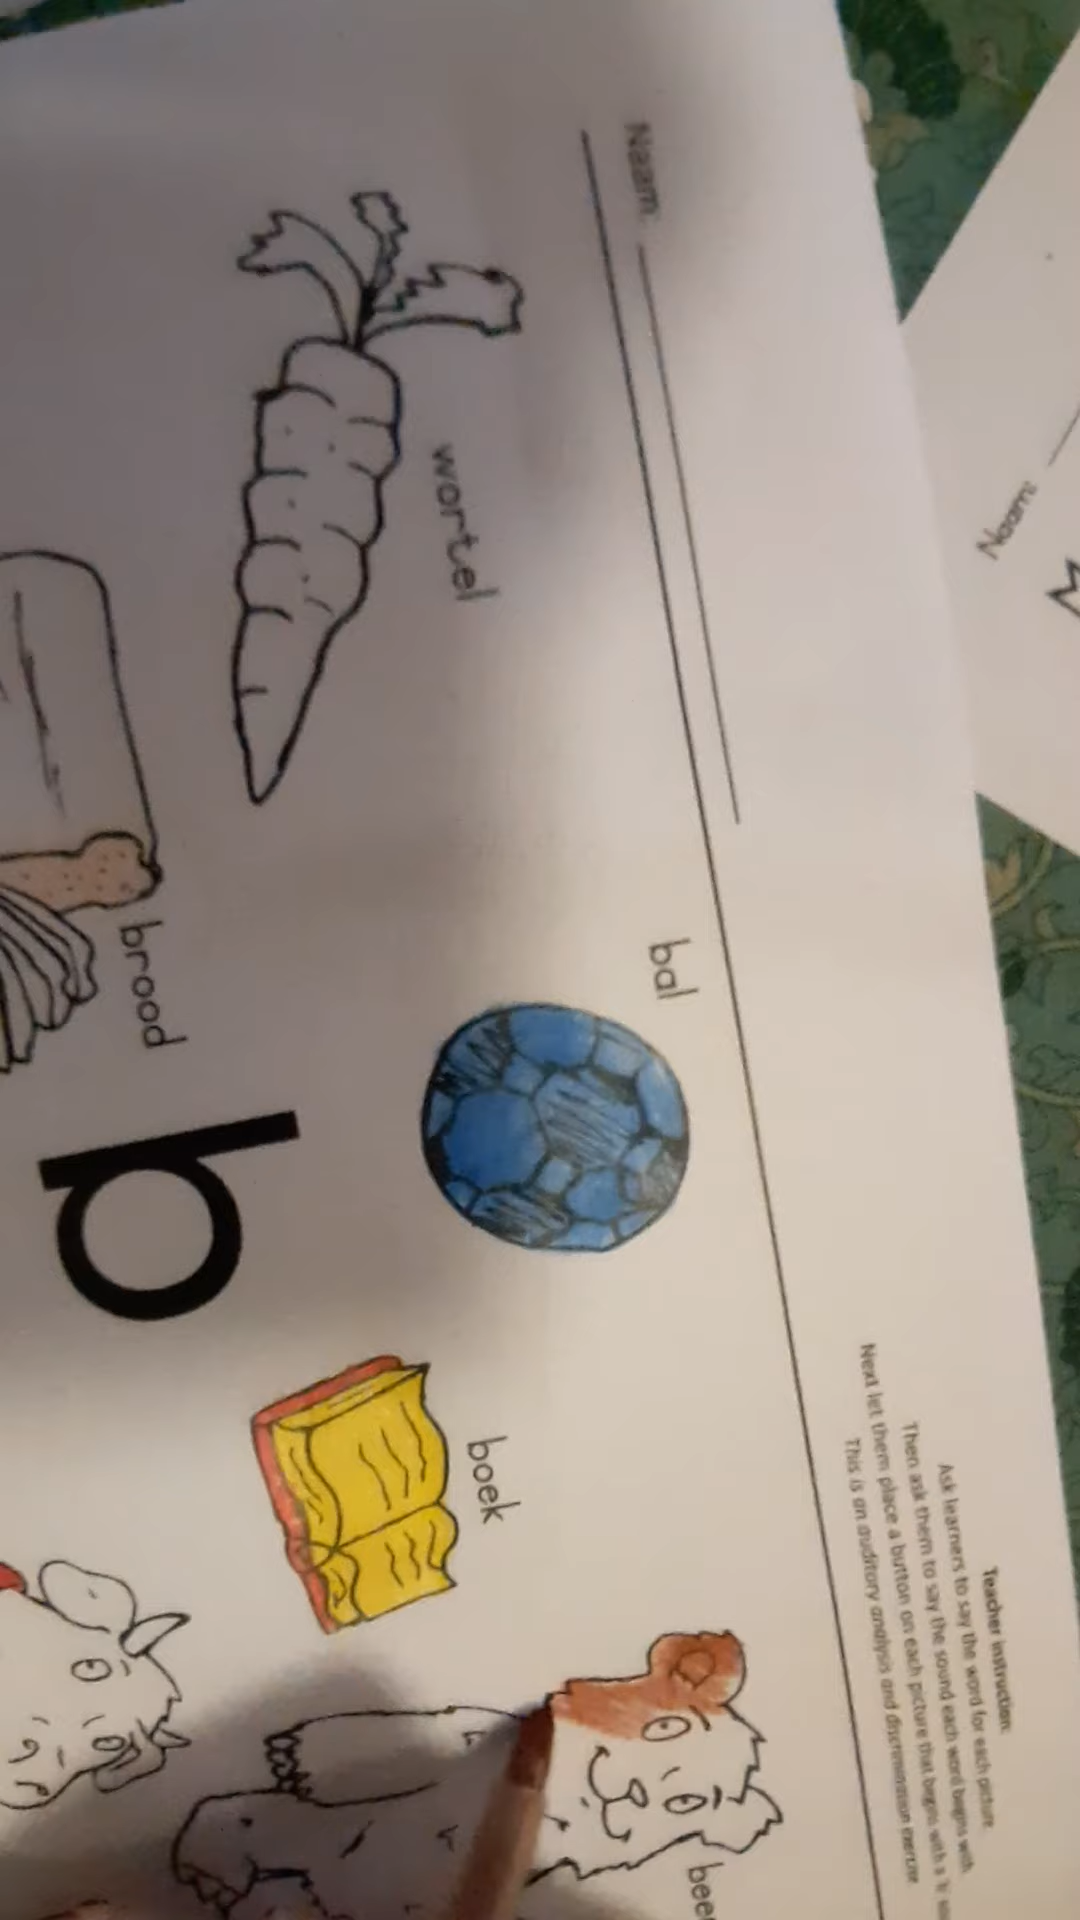 Naam:
Teacher instruction:
Ask learners to say the word for each picture.
Then ask them to say the sound each word begins with.
Next let them place a button on each picture that begins with a 'b'
This is an auditory analysis and discrimination exercise
bal
wortel
boek
brood
b
Naam: